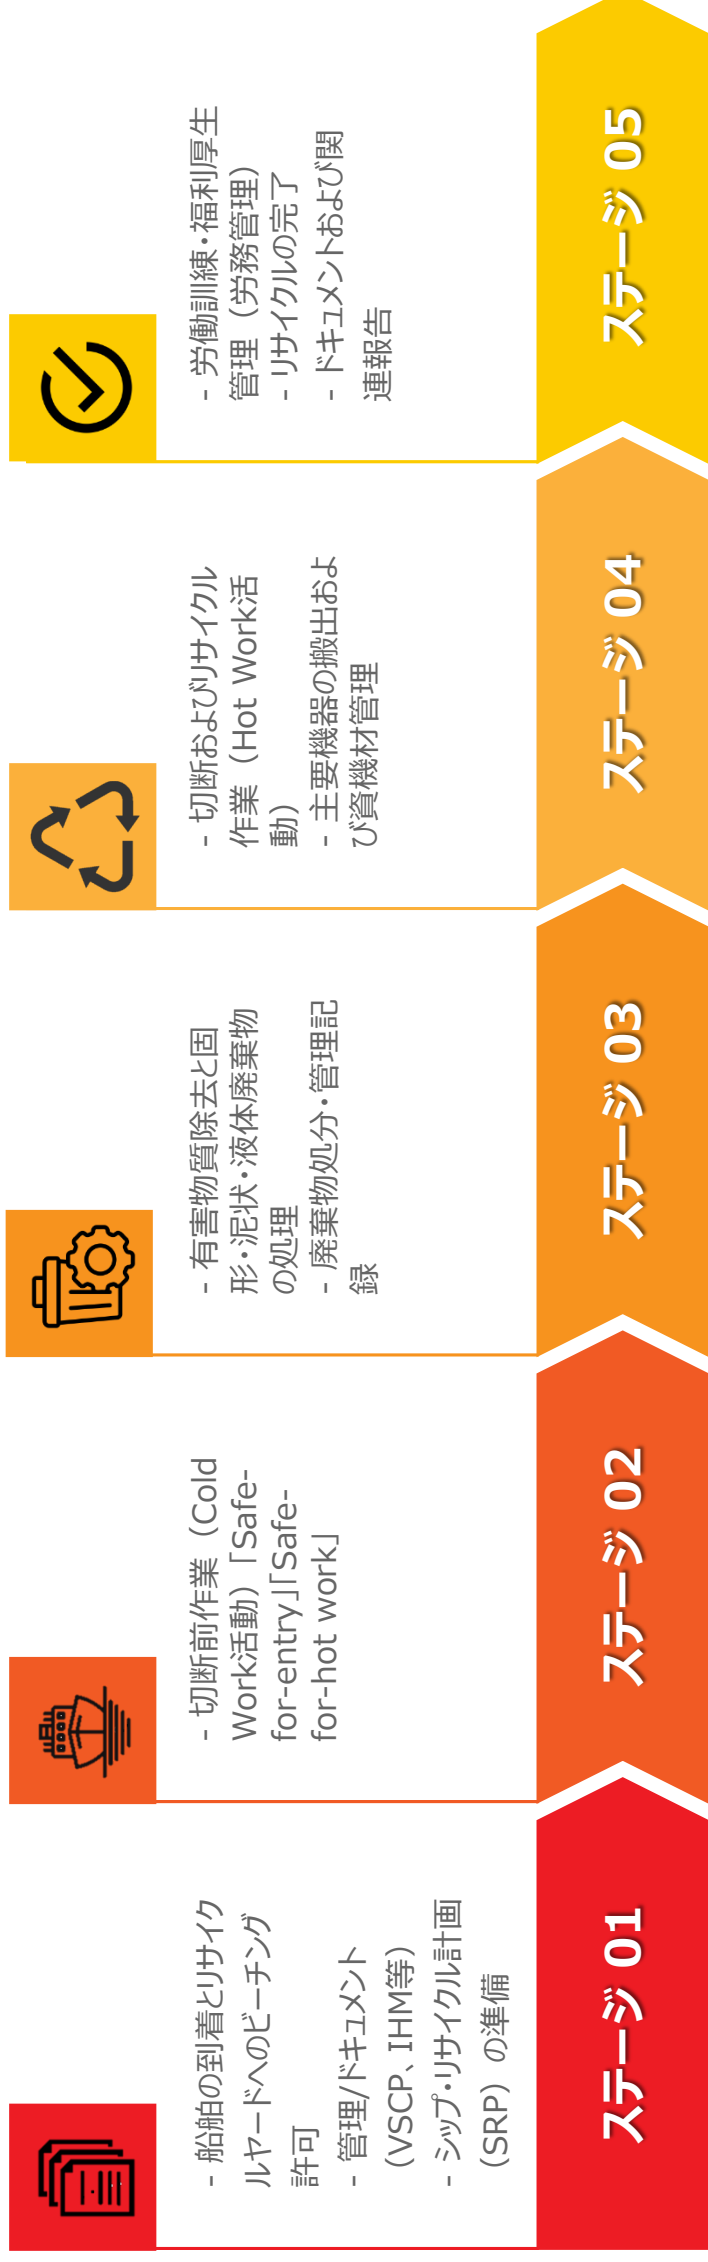 - 船舶の到着とリサイク
ルヤードへのビーチング
許可
- 管理/ドキュメント
（VSCP、IHM等）
- シップ・リサイクル計画
（SRP）の準備
ステージ 01
- 切断前作業（Cold
Work活動）「Safe-
for-entry」「Safe-
for-hot work」
ステージ 02
- 有害物質除去と固
形・泥状・液体廃棄物
の処理
- 廃棄物処分・管理記
録
ステージ 03
- 切断およびリサイクル
作業（Hot Work活
動）
- 主要機器の搬出およ
び資機材管理
ステージ 04
- 労働訓練・福利厚生
管理（労務管理）
- リサイクルの完了
- ドキュメントおよび関
連報告
ステージ 05